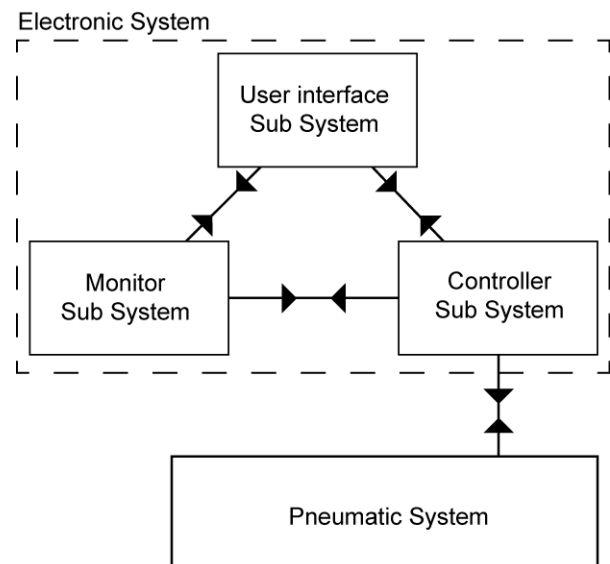 Electronic System
User interface
Sub System
Monitor
Sub System
Controller
Sub System
Pneumatic System